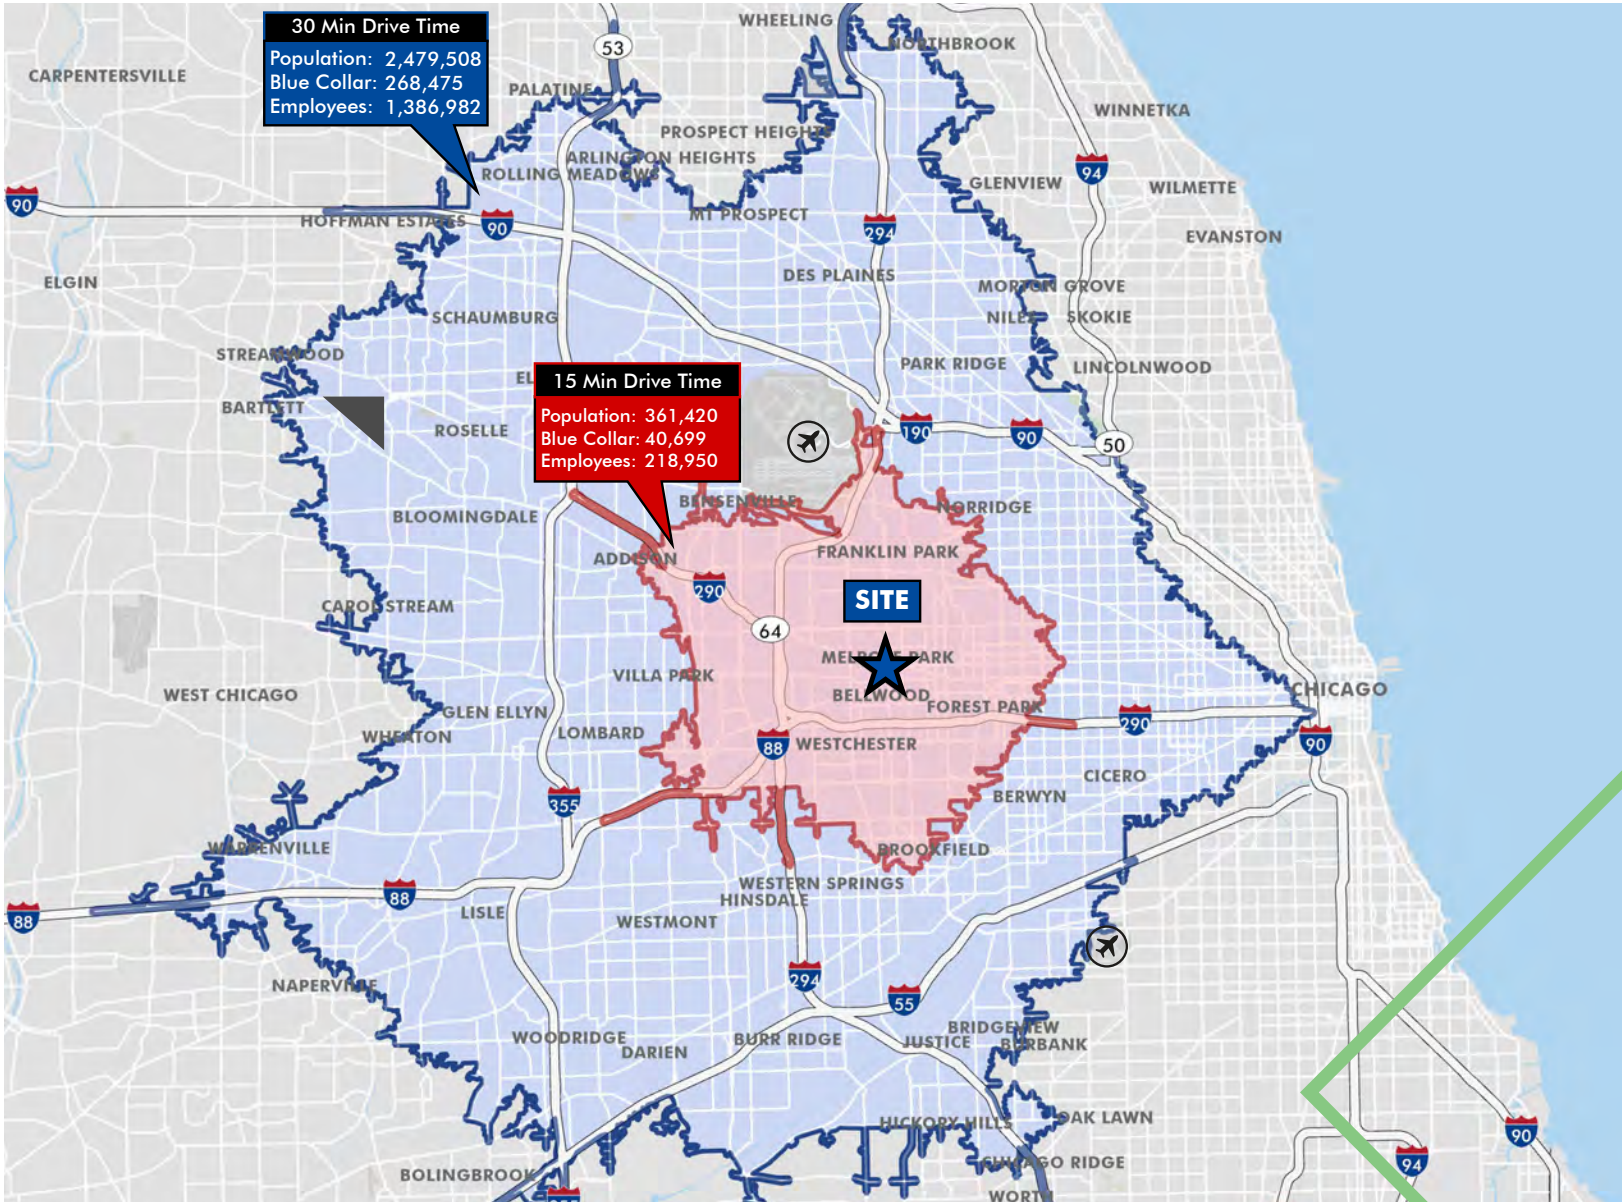 30 Min Drive Time
Population: 2,479,508
Blue Collar: 268,475
Employees: 1,386,982
WHEELING
NORTHBROOK
53
CARPENTERSVILLE
PALATINE
WINNETKA
PROSPECT HEIGHTS
ARLINGTON HEIGHTS
ROLLING MEADOWS
94
GLENVIEW
WILMETTE
90
HOFFMAN ESTATES
90
MT PROSPECT
294
EVANSTON
ELGIN
DES PLAINES
MORTON GROVE
SCHAUMBURG
NILES
SKOKIE
STREAMWOOD
PARK RIDGE
LINCOLNWOOD
EL
15 Min Drive Time
Population: 361,420
Blue Collar: 40,699
Employees: 218,950
BARTLETT
ROSELLE
190
90
50
BENSENVILLE
NORRIDGE
BLOOMINGDALE
ADDISON
FRANKLIN PARK
290
SITE
CAROL STREAM
64
MELROSE PARK
VILLA PARK
WEST CHICAGO
BELLWOOD
CHICAGO
GLEN ELLYN
FOREST PARK
290
WHEATON
LOMBARD
88
WESTCHESTER
90
CICERO
355
BERWYN
WARRENVILLE
BROOKFIELD
WESTERN SPRINGS
88
HINSDALE
88
LISLE
WESTMONT
NAPERVILLE
294
55
WOODRIDGE
DARIEN
BURR RIDGE
BRIDGEVIEW
JUSTICE
BURBANK
HICKORY HILLS
OAK LAWN
90
94
BOLINGBROOK
CHICAGO RIDGE
WORTH